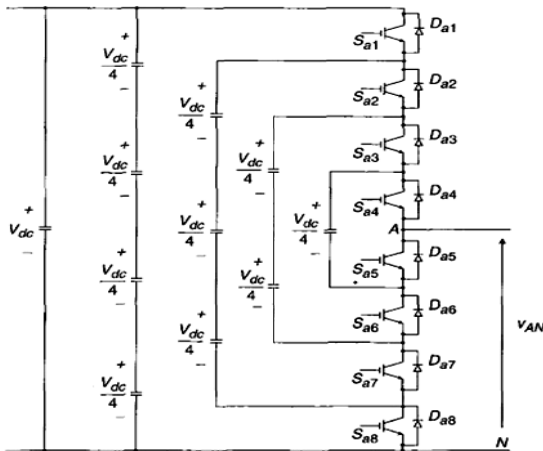 D_a1
S_a1
+
V_dc/4
−
D_a2
S_a2
+
V_dc/4
−
D_a3
S_a3
+
V_dc/4
−
+
V_dc/4
−
D_a4
S_a4
+
V_dc
−
+
V_dc/4
−
+
V_dc/4
−
A
D_a5
S_a5
+
V_dc/4
−
+
V_dc/4
−
D_a6
S_a6
v_AN
+
V_dc/4
−
D_a7
S_a7
+
V_dc/4
−
D_a8
S_a8
N